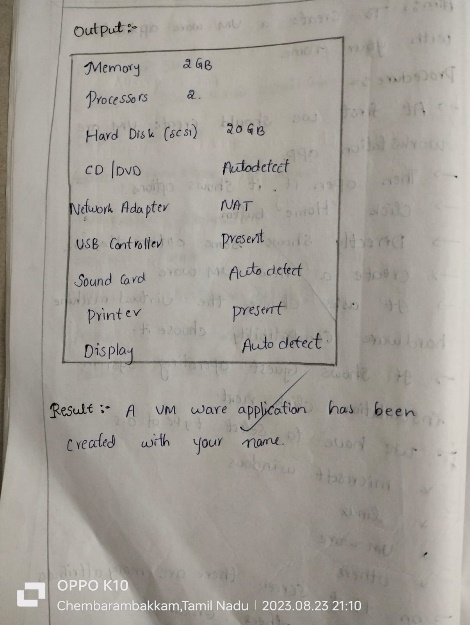 Output:-
Memory 2 GB
Processors 2.
Hard Disk (SCSI) 20 GB
CD/DVD Autodetect
Network Adapter NAT
USB Controller Present
Sound Card Auto detect
Printer present
Display Auto detect
Result:- A VM ware application has been
created with your name.
OPPO K10
Chembarambakkam,Tamil Nadu | 2023.08.23 21:10